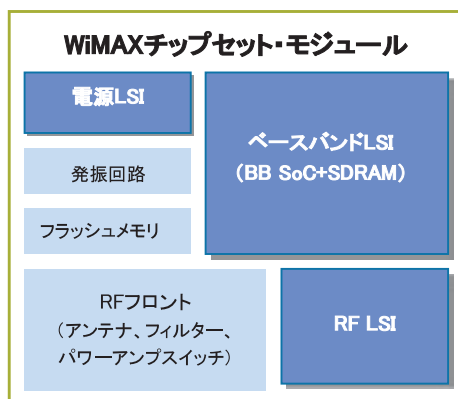 WiMAXチップセット・モジュール
電源LSI
ベースバンドLSI
(BB SoC+SDRAM)
発振回路
フラッシュメモリ
RFフロント
(アンテナ、フィルター、
パワーアンプスイッチ)
RF LSI